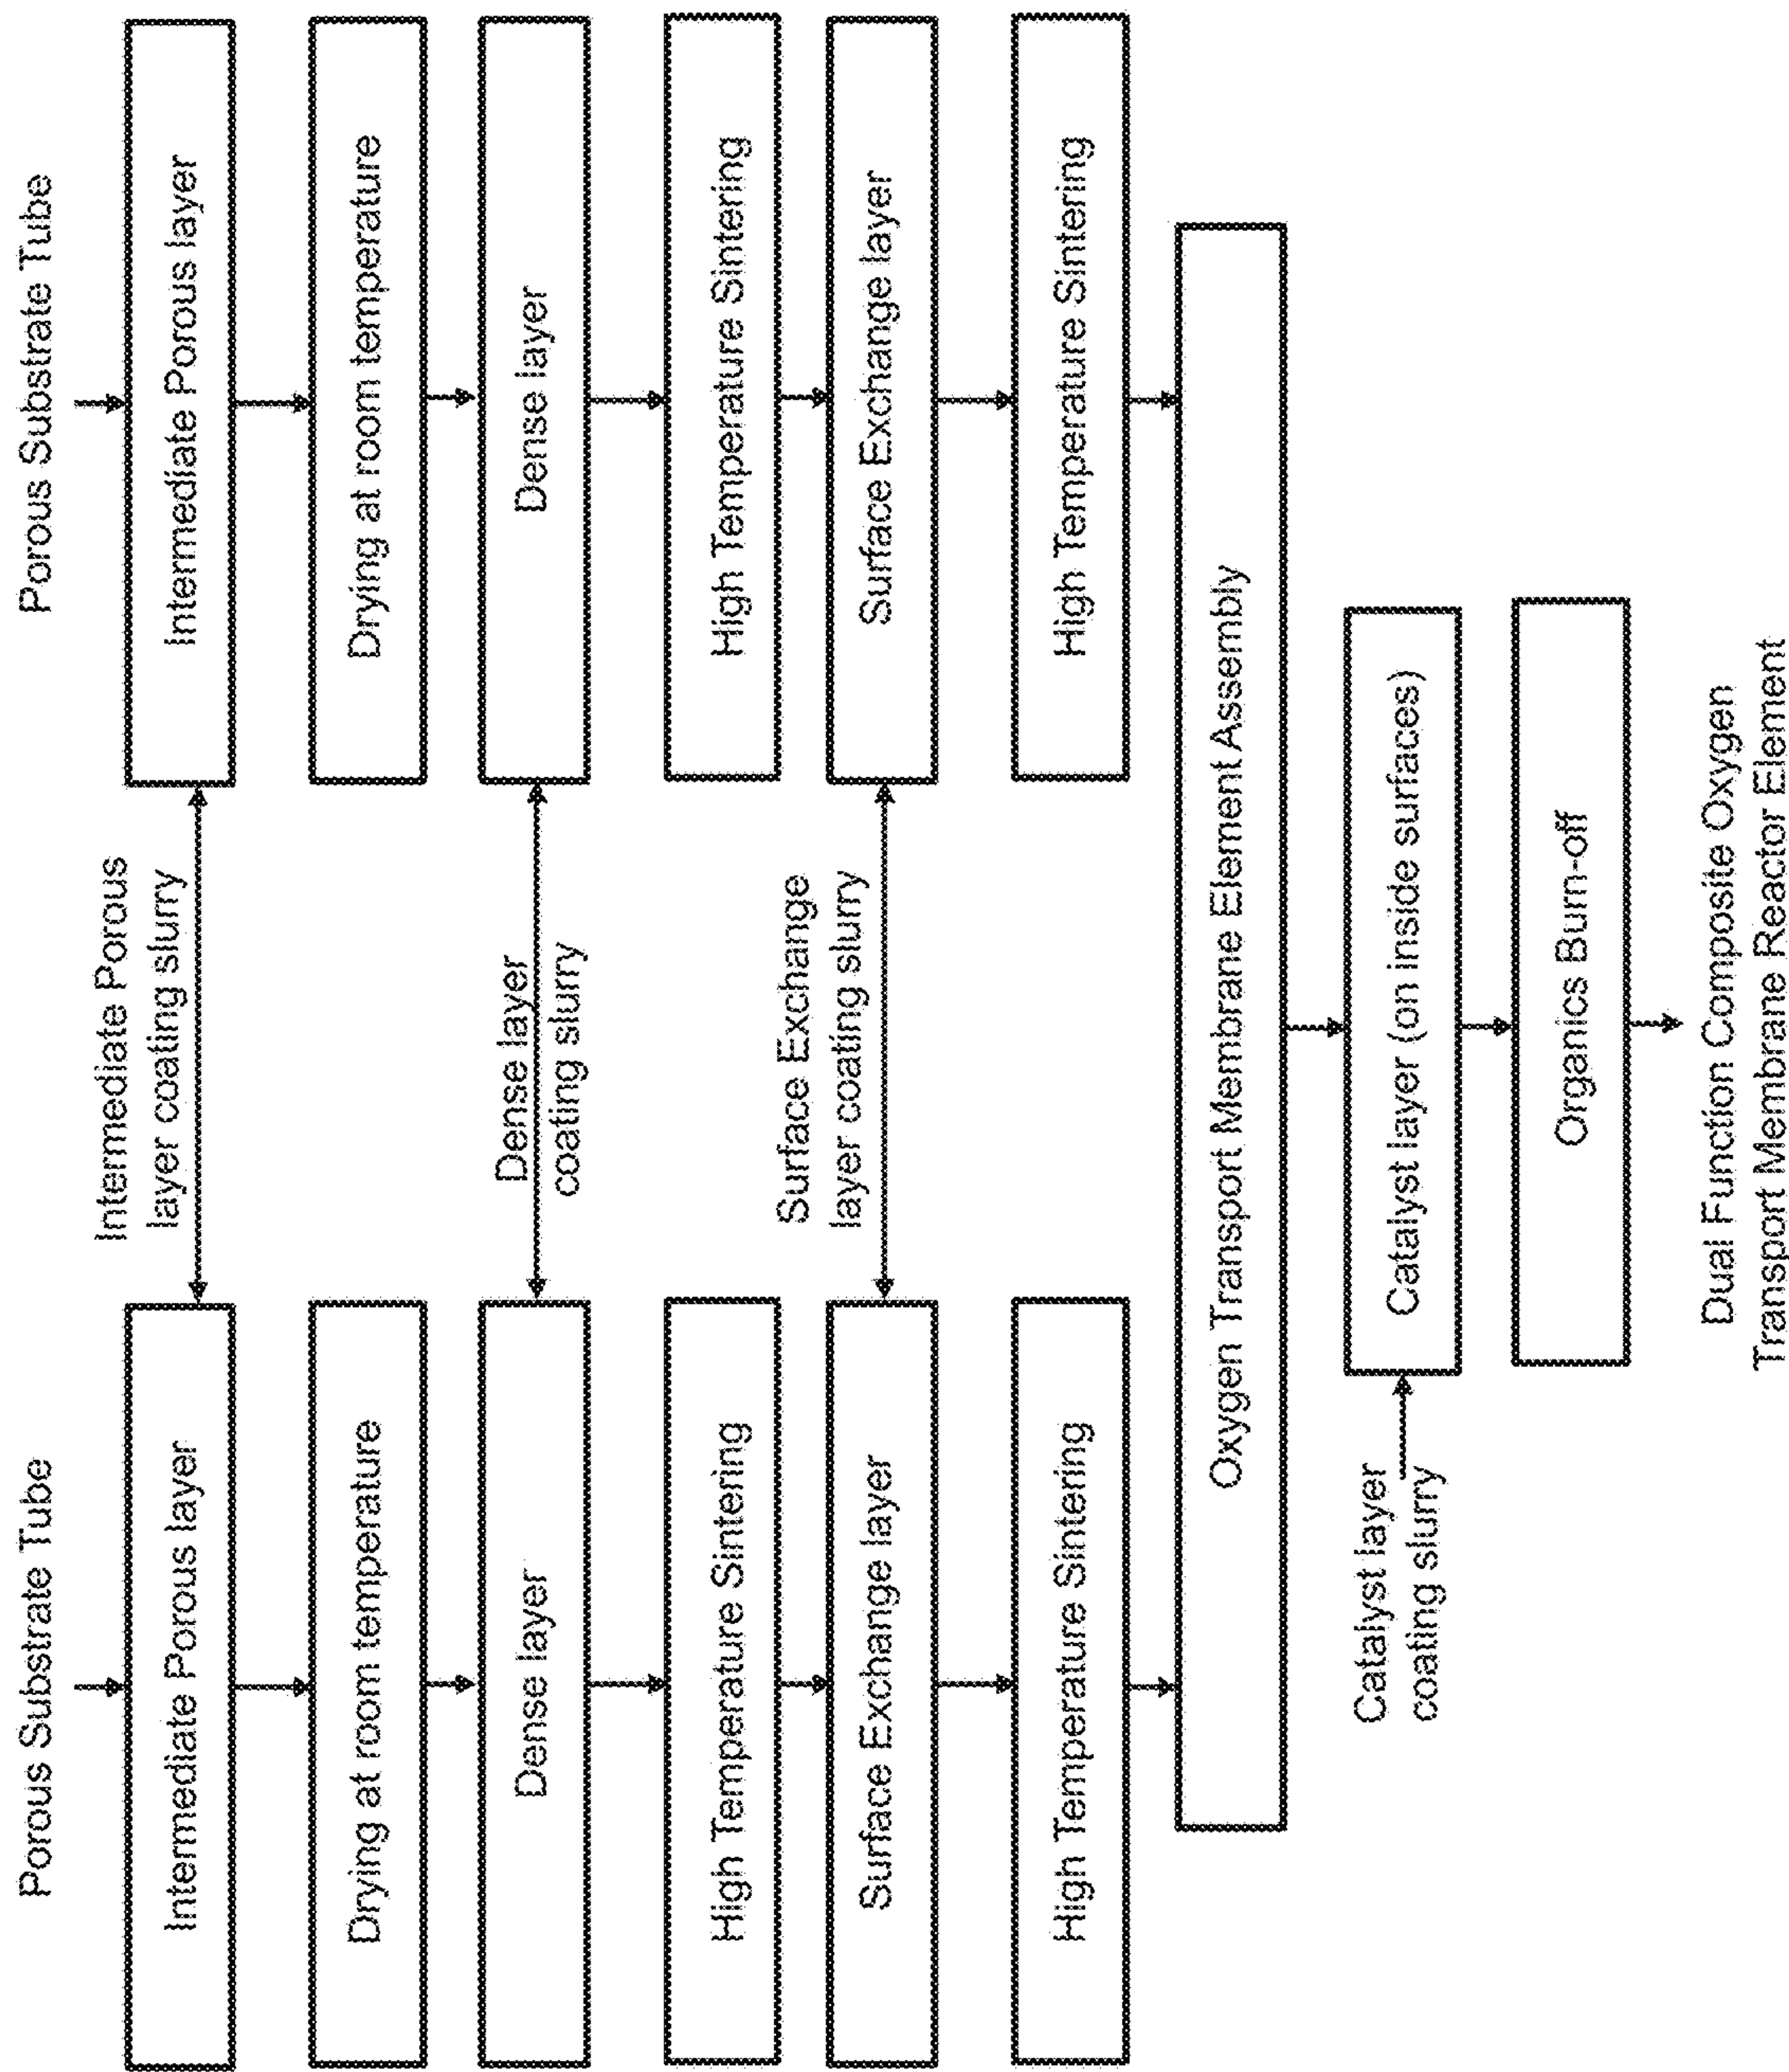 Porous Substrate Tube
Porous Substrate Tube
Intermediate Porous layer
Intermediate Porous
layer coating slurry
Intermediate Porous layer
Drying at room temperature
Drying at room temperature
Dense layer
Dense layer
coating slurry
Dense layer
High Temperature Sintering
High Temperature Sintering
Surface Exchange layer
Surface Exchange
layer coating slurry
Surface Exchange layer
High Temperature Sintering
High Temperature Sintering
Oxygen Transport Membrane Element Assembly
Catalyst layer
coating slurry
Catalyst layer (on inside surfaces)
Organics Burn-off
Dual Function Composite Oxygen
Transport Membrane Reactor Element